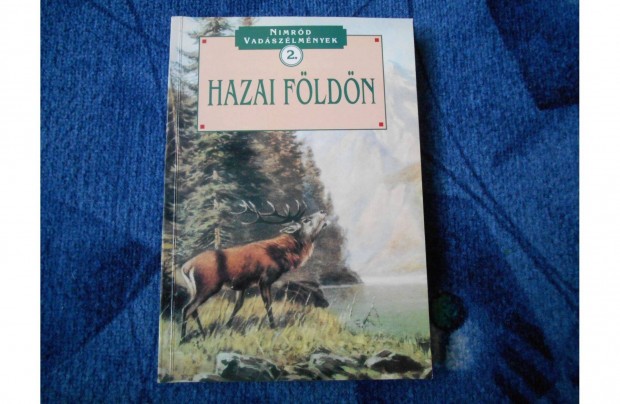 NIMRÓD
VADÁSZÉLMÉNYEK
2.
HAZAI FÖLDÖN